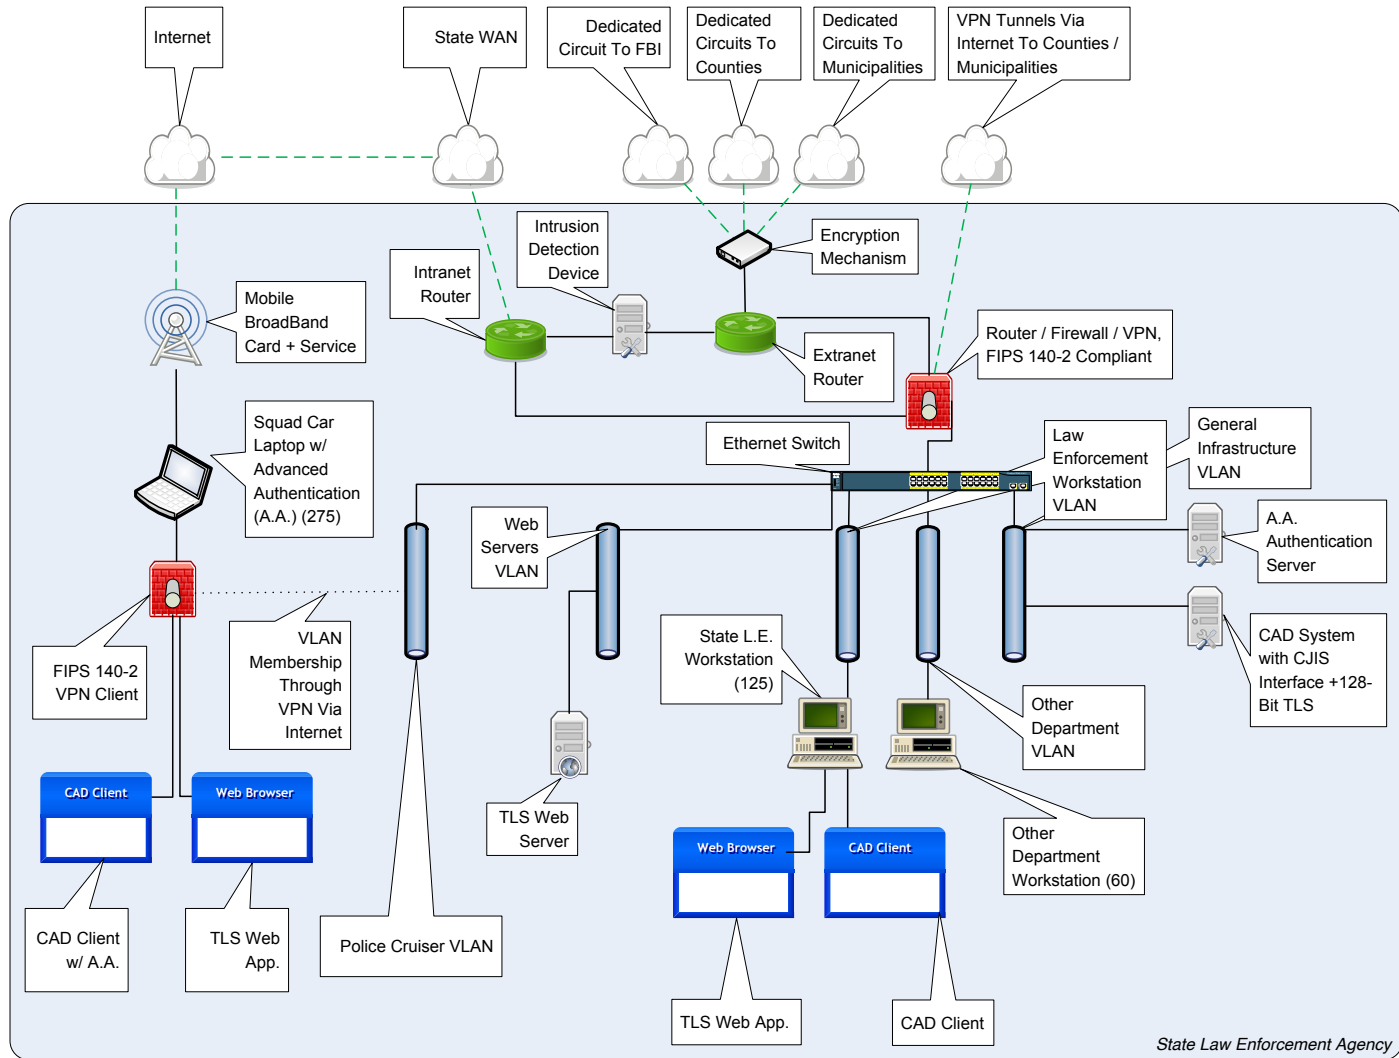 Internet
State WAN
Dedicated
Circuit To FBI
Dedicated
Circuits To
Counties
Dedicated
Circuits To
Municipalities
VPN Tunnels Via
Internet To Counties /
Municipalities
Intrusion
Detection
Device
Encryption
Mechanism
Intranet
Router
Mobile
BroadBand
Card + Service
Extranet
Router
Router / Firewall / VPN,
FIPS 140-2 Compliant
Squad Car
Laptop w/
Advanced
Authentication
(A.A.) (275)
Ethernet Switch
Law
Enforcement
Workstation
VLAN
General
Infrastructure
VLAN
Web
Servers
VLAN
A.A.
Authentication
Server
FIPS 140-2
VPN Client
VLAN
Membership
Through
VPN Via
Internet
State L.E.
Workstation
(125)
CAD System
with CJIS
Interface +128-
Bit TLS
Other
Department
VLAN
CAD Client
Web Browser
TLS Web
Server
Web Browser
CAD Client
Other
Department
Workstation (60)
CAD Client
w/ A.A.
TLS Web
App.
Police Cruiser VLAN
TLS Web App.
CAD Client
State Law Enforcement Agency